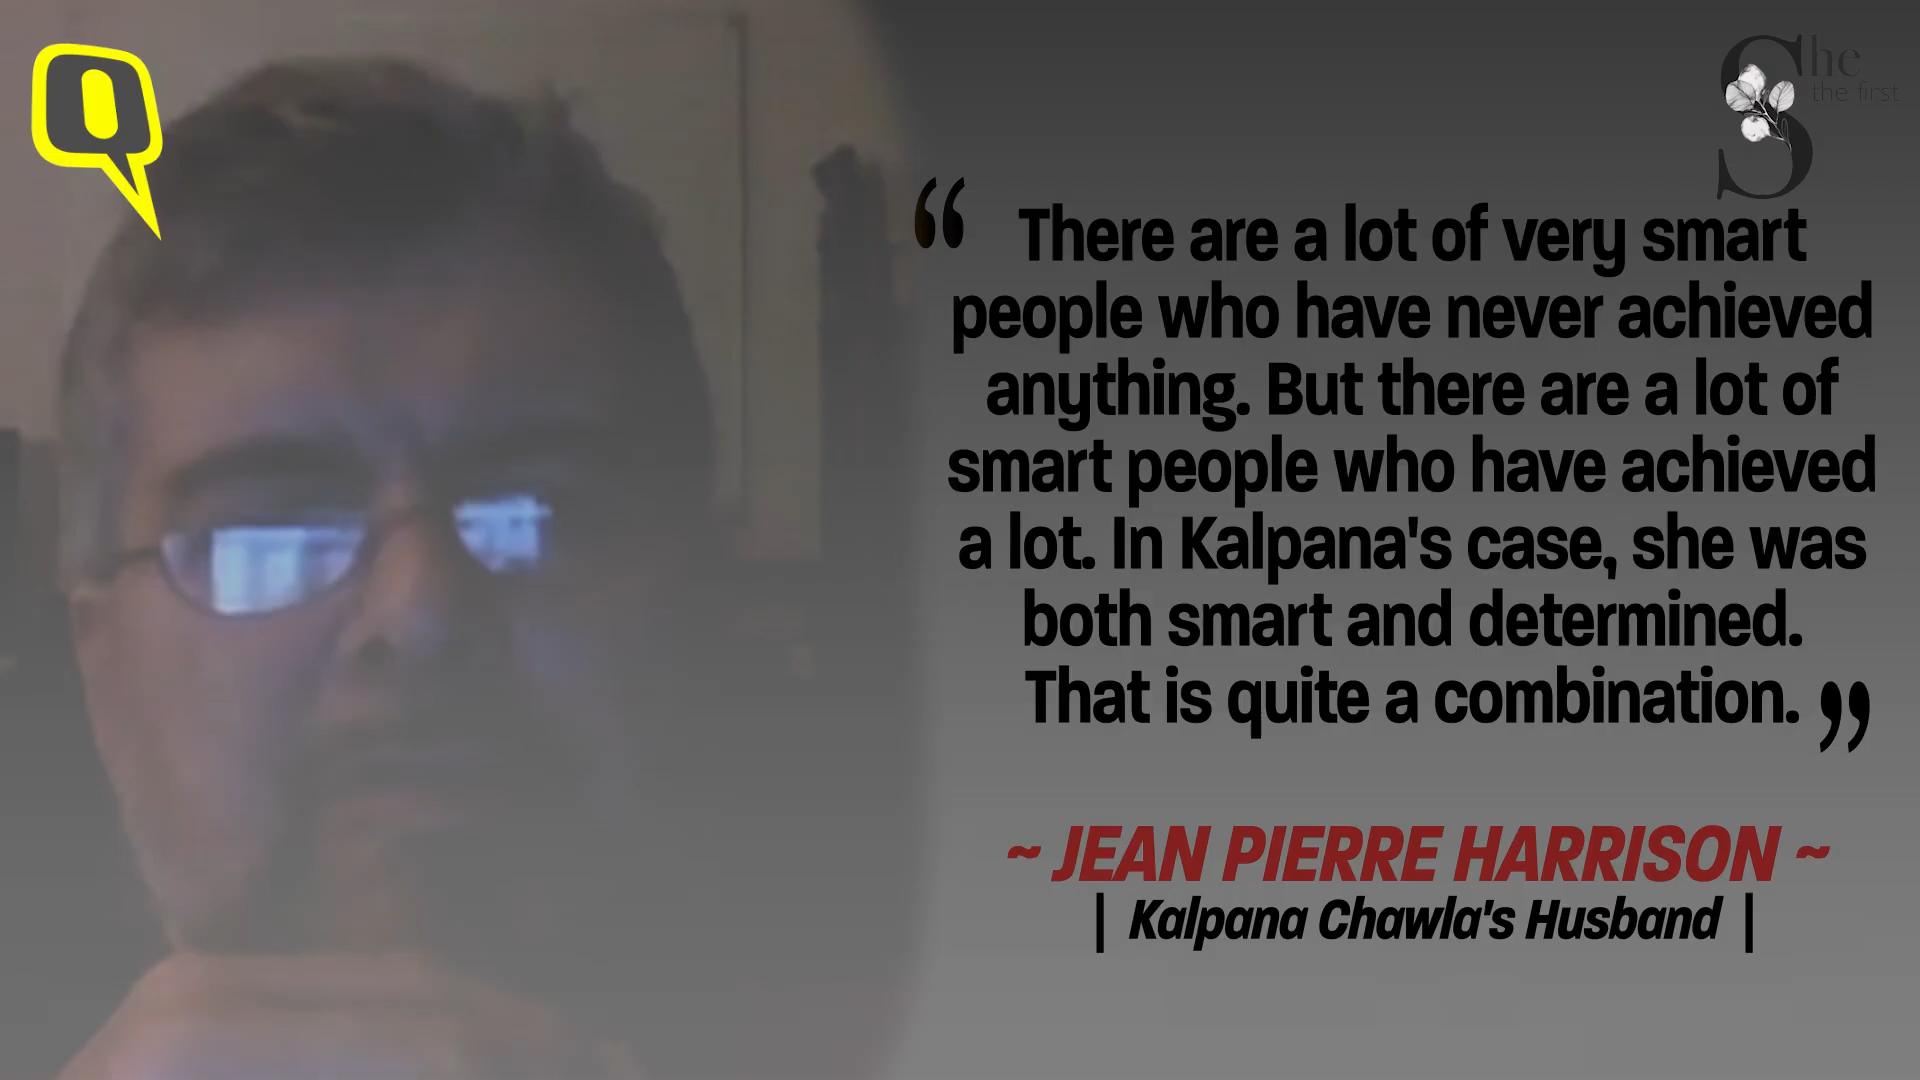 She
the first
“ There are a lot of very smart
people who have never achieved
anything. But there are a lot of
smart people who have achieved
a lot. In Kalpana's case, she was
both smart and determined.
That is quite a combination. ”
~ JEAN PIERRE HARRISON ~
| Kalpana Chawla's Husband |